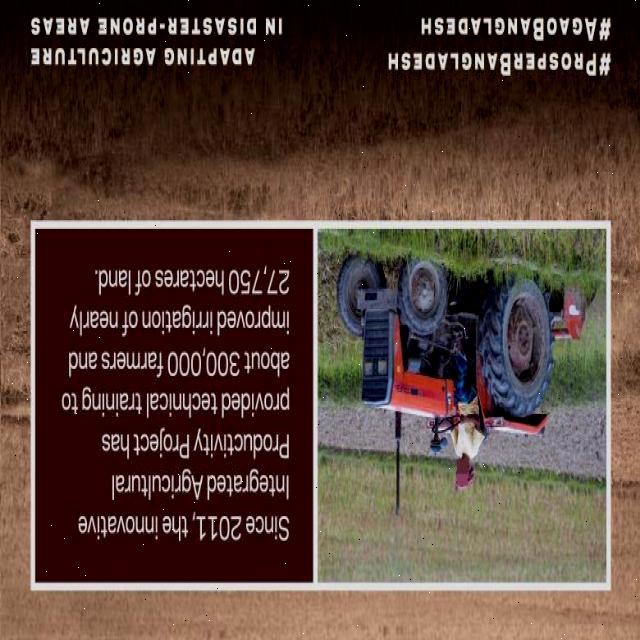 Since 2011, the innovative
Integrated Agricultural
Productivity Project has
provided technical training to
about 300,000 farmers and
improved irrigation of nearly
27,750 hectares of land.
#ProsperBangladesh
#AgaoBangladesh
ADAPTING AGRICULTURE
IN DISASTER-PRONE AREAS